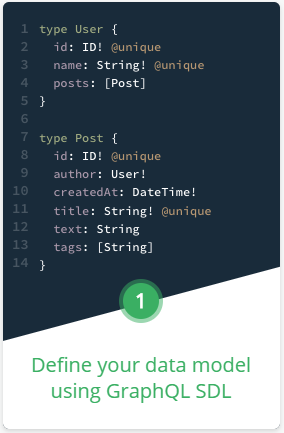 1 type User {
2   id: ID! @unique
3   name: String! @unique
4   posts: [Post]
5 }
6
7 type Post {
8   id: ID! @unique
9   author: User!
10   createdAt: DateTime!
11   title: String! @unique
12   text: String
13   tags: [String]
14 }
1
Define your data model
using GraphQL SDL